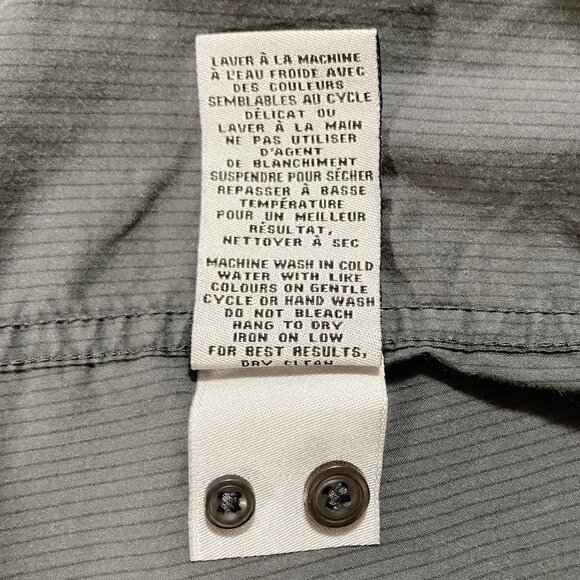 LAVER À LA MACHINE
À L'EAU FROIDE AVEC
DES COULEURS
SEMBLABLES AU CYCLE
DÉLICAT OU
LAVER À LA MAIN
NE PAS UTILISER
D'AGENT
DE BLANCHIMENT
SUSPENDRE POUR SÉCHER
REPASSER À BASSE
TEMPÉRATURE
POUR UN MEILLEUR
RÉSULTAT,
NETTOYER À SEC
MACHINE WASH IN COLD
WATER WITH LIKE
COLOURS ON GENTLE
CYCLE OR HAND WASH
DO NOT BLEACH
HANG TO DRY
IRON ON LOW
FOR BEST RESULTS,
DRY CLEAN